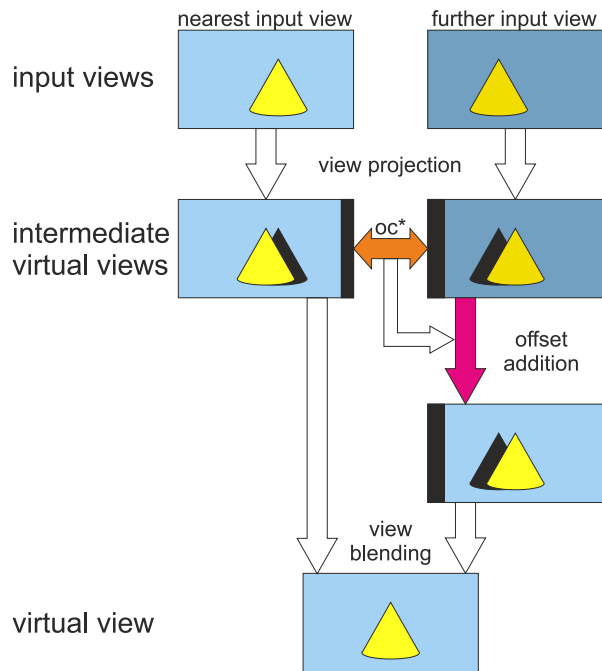 nearest input view
further input view
input views
view projection
oc*
intermediate
virtual views
offset
addition
view
blending
virtual view